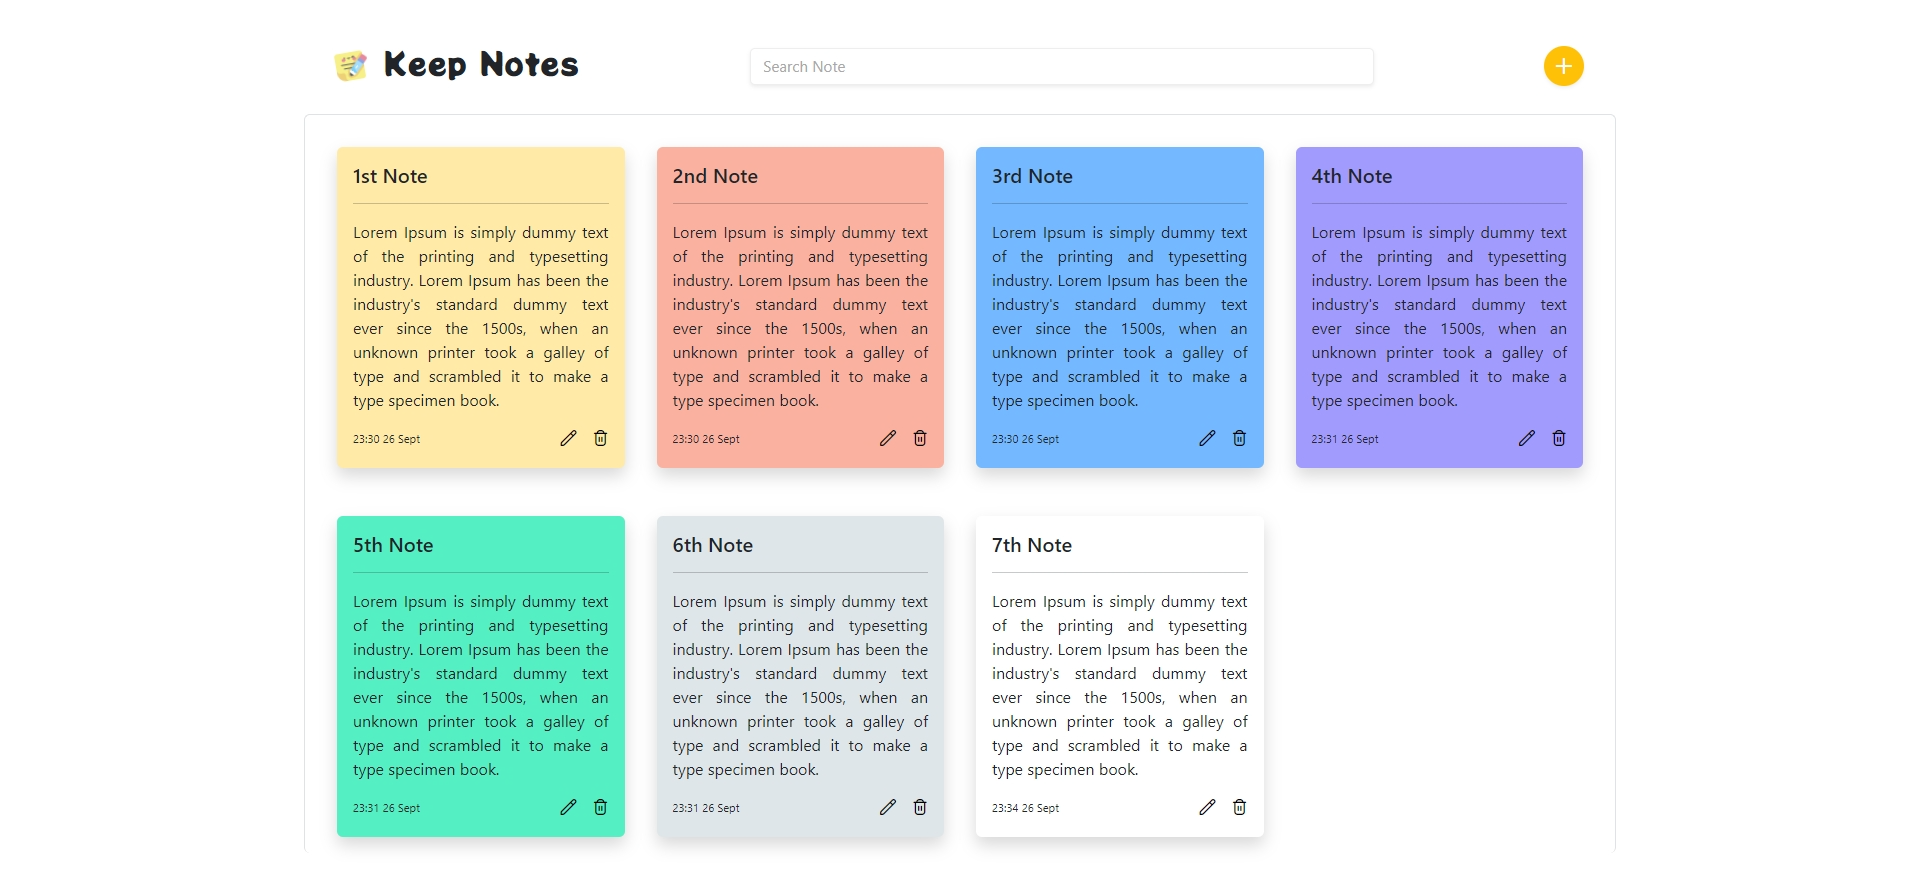 Keep Notes
Search Note
1st Note
Lorem Ipsum is simply dummy text
of the printing and typesetting
industry. Lorem Ipsum has been the
industry's standard dummy text
ever since the 1500s, when an
unknown printer took a galley of
type and scrambled it to make a
type specimen book.
23:30 26 Sept
2nd Note
Lorem Ipsum is simply dummy text
of the printing and typesetting
industry. Lorem Ipsum has been the
industry's standard dummy text
ever since the 1500s, when an
unknown printer took a galley of
type and scrambled it to make a
type specimen book.
23:30 26 Sept
3rd Note
Lorem Ipsum is simply dummy text
of the printing and typesetting
industry. Lorem Ipsum has been the
industry's standard dummy text
ever since the 1500s, when an
unknown printer took a galley of
type and scrambled it to make a
type specimen book.
23:30 26 Sept
4th Note
Lorem Ipsum is simply dummy text
of the printing and typesetting
industry. Lorem Ipsum has been the
industry's standard dummy text
ever since the 1500s, when an
unknown printer took a galley of
type and scrambled it to make a
type specimen book.
23:31 26 Sept
5th Note
Lorem Ipsum is simply dummy text
of the printing and typesetting
industry. Lorem Ipsum has been the
industry's standard dummy text
ever since the 1500s, when an
unknown printer took a galley of
type and scrambled it to make a
type specimen book.
23:31 26 Sept
6th Note
Lorem Ipsum is simply dummy text
of the printing and typesetting
industry. Lorem Ipsum has been the
industry's standard dummy text
ever since the 1500s, when an
unknown printer took a galley of
type and scrambled it to make a
type specimen book.
23:31 26 Sept
7th Note
Lorem Ipsum is simply dummy text
of the printing and typesetting
industry. Lorem Ipsum has been the
industry's standard dummy text
ever since the 1500s, when an
unknown printer took a galley of
type and scrambled it to make a
type specimen book.
23:34 26 Sept